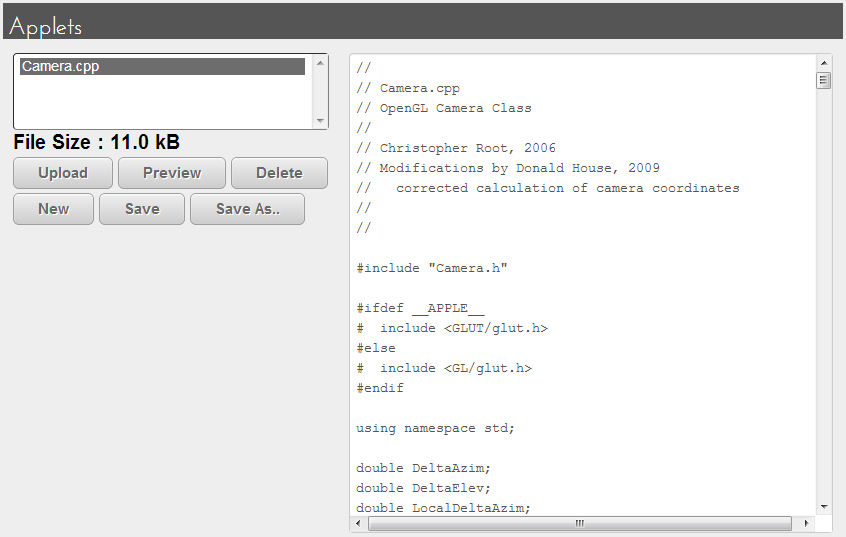 Applets
Camera.cpp
File Size : 11.0 kB
Upload Preview Delete
New Save Save As..
//
// Camera.cpp
// OpenGL Camera Class
//
// Christopher Root, 2006
// Modifications by Donald House, 2009
//   corrected calculation of camera coordinates
//
//
#include "Camera.h"
#ifdef __APPLE__
#  include <GLUT/glut.h>
#else
#  include <GL/glut.h>
#endif
using namespace std;
double DeltaAzim;
double DeltaElev;
double LocalDeltaAzim;